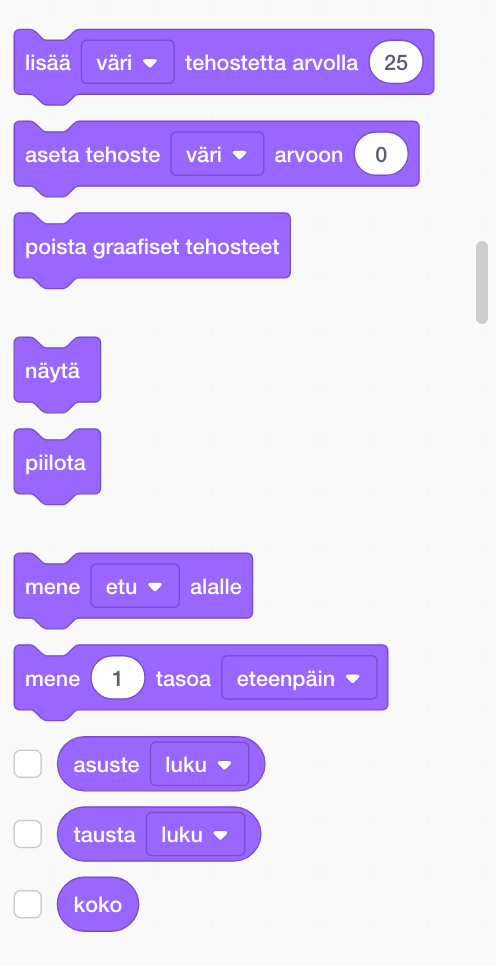 lisää väri tehostetta arvolla 25
aseta tehoste väri arvoon 0
poista graafiset tehosteet
näytä
piilota
mene etu alalle
mene 1 tasoa eteenpäin
asuste luku
tausta luku
koko